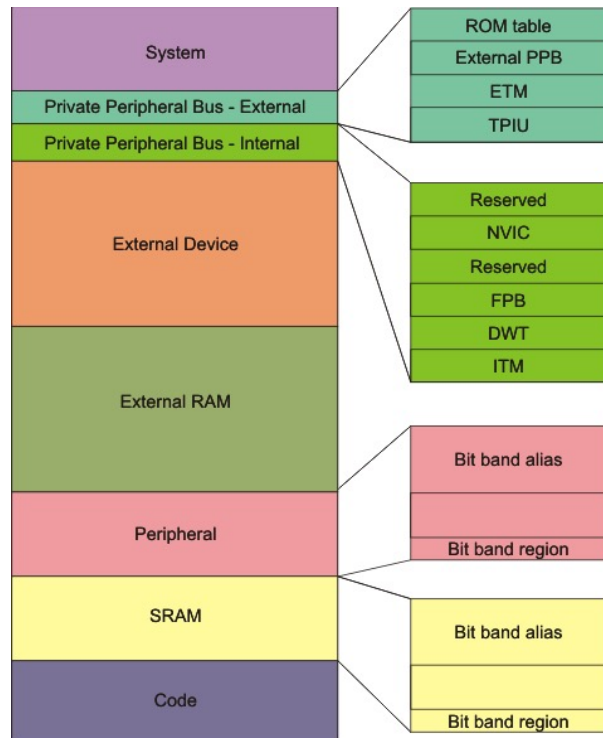 System
Private Peripheral Bus - External
Private Peripheral Bus - Internal
External Device
External RAM
Peripheral
SRAM
Code
ROM table
External PPB
ETM
TPIU
Reserved
NVIC
Reserved
FPB
DWT
ITM
Bit band alias
Bit band region
Bit band alias
Bit band region